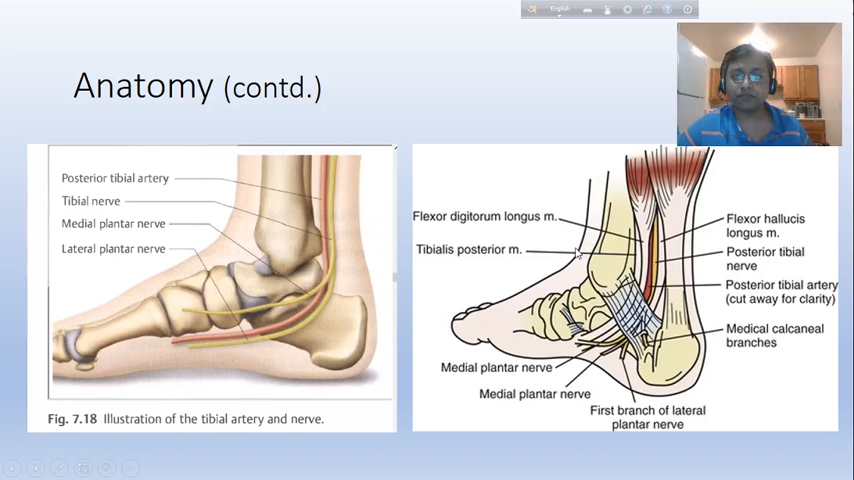 English
Anatomy (contd.)
Posterior tibial artery
Tibial nerve
Medial plantar nerve
Lateral plantar nerve
Fig. 7.18 Illustration of the tibial artery and nerve.
Flexor digitorum longus m.
Tibialis posterior m.
Flexor hallucis
longus m.
Posterior tibial
nerve
Posterior tibial artery
(cut away for clarity)
Medical calcaneal
branches
Medial plantar nerve
Medial plantar nerve
First branch of lateral
plantar nerve